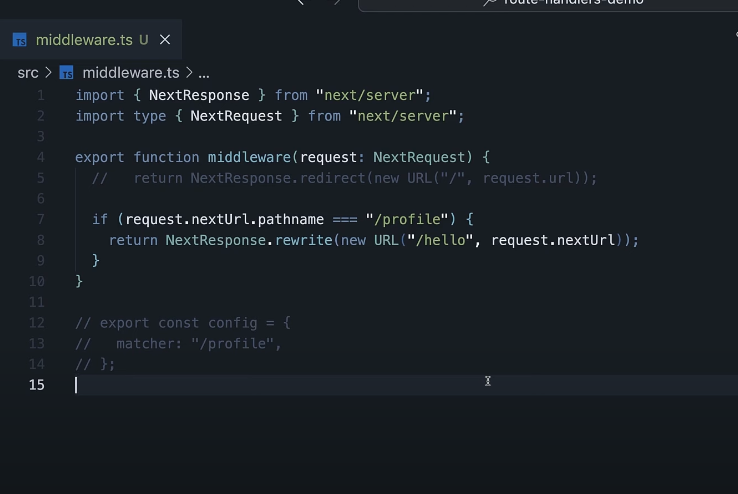 route-handlers-demo
TS middleware.ts U ×
src > TS middleware.ts > ...
1 import { NextResponse } from "next/server";
2 import type { NextRequest } from "next/server";
3
4 export function middleware(request: NextRequest) {
5 //   return NextResponse.redirect(new URL("/", request.url));
6
7   if (request.nextUrl.pathname === "/profile") {
8     return NextResponse.rewrite(new URL("/hello", request.nextUrl));
9   }
10 }
11
12 // export const config = {
13 //   matcher: "/profile",
14 // };
15